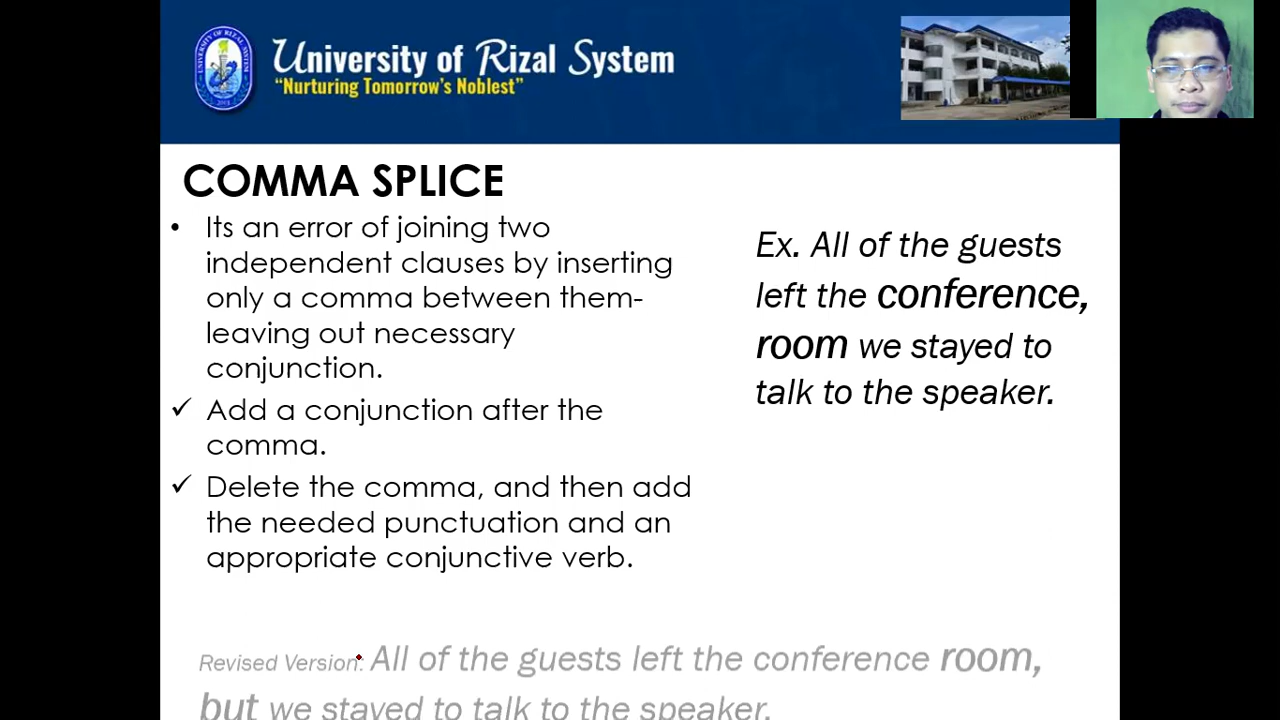 University of Rizal System
“Nurturing Tomorrow’s Noblest”
UNIVERSITY OF RIZAL SYSTEM
COMMA SPLICE
• Its an error of joining two
independent clauses by inserting
only a comma between them-
leaving out necessary
conjunction.
✓ Add a conjunction after the
comma.
✓ Delete the comma, and then add
the needed punctuation and an
appropriate conjunctive verb.
Ex. All of the guests
left the conference,
room we stayed to
talk to the speaker.
Revised Version: All of the guests left the conference room,
but we stayed to talk to the speaker.